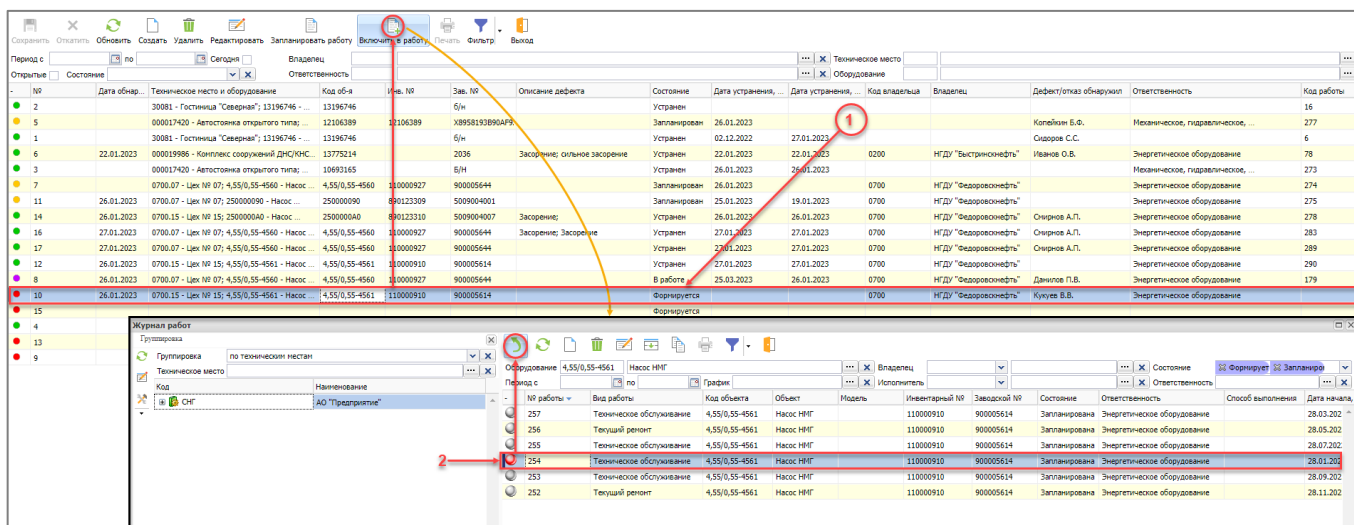 Сохранить Откатить Обновить Создать Удалить Редактировать Запланировать работу Включить в работу Печать Фильтр Выход
Период с по Сегодня Владелец ... X Техническое место ...
Открытые Состояние X Ответственность ... X Оборудование ...
- № Дата обнар... Техническое место и оборудование Код об-я Инв. № Зав. № Описание дефекта Состояние Дата устранения, ... Дата устранения, ... Код владельца Владелец Дефект/отказ обнаружил Ответственность Код работы
2 30081 - Гостиница "Северная"; 13196746 - ... 13196746 б/н Устранен 16
5 000017420 - Автостоянка открытого типа; ... 12106389 12106389 X8958193B90AF9. Запланирован 26.01.2023 Копейкин Б.Ф. Механическое, гидравлическое, ... 277
1
1 30081 - Гостиница "Северная"; 13196746 - ... 13196746 б/н Устранен 02.12.2022 27.01.2023 Сидоров С.С. 6
6 22.01.2023 000019986 - Комплекс сооружений ДНС/КНС... 13775214 2036 Засорение; сильное засорение Устранен 22.01.2023 22.01.2023 0200 НГДУ "Быстринскнефть" Иванов О.В. Энергетическое оборудование 78
3 000017420 - Автостоянка открытого типа; ... 10693165 Б/Н Устранен 26.01.2023 26.01.2023 Механическое, гидравлическое, ... 273
7 0700.07 - Цех № 07; 4,55/0,55-4560 - Насос ... 4,55/0,55-4560 110000927 900005644 Запланирован 26.01.2023 0700 НГДУ "Федоровскнефть" Энергетическое оборудование 274
11 26.01.2023 0700.07 - Цех № 07; 250000090 - Насос ... 250000090 890123309 5009004001 Запланирован 25.01.2023 19.01.2023 0700 НГДУ "Федоровскнефть" Энергетическое оборудование 275
14 26.01.2023 0700.15 - Цех № 15; 2500000A0 - Насос ... 2500000A0 890123310 5009004007 Засорение; Устранен 26.01.2023 26.01.2023 0700 НГДУ "Федоровскнефть" Смирнов А.П. Энергетическое оборудование 278
16 27.01.2023 0700.07 - Цех № 07; 4,55/0,55-4560 - Насос ... 4,55/0,55-4560 110000927 900005644 Засорение; Засорение Устранен 27.01.2023 27.01.2023 0700 НГДУ "Федоровскнефть" Смирнов А.П. Энергетическое оборудование 283
17 27.01.2023 0700.07 - Цех № 07; 4,55/0,55-4560 - Насос ... 4,55/0,55-4560 110000927 900005644 Устранен 27.01.2023 27.01.2023 0700 НГДУ "Федоровскнефть" Смирнов А.П. Энергетическое оборудование 289
12 26.01.2023 0700.15 - Цех № 15; 4,55/0,55-4561 - Насос ... 4,55/0,55-4561 110000910 900005614 Устранен 27.01.2023 27.01.2023 0700 НГДУ "Федоровскнефть" Энергетическое оборудование 290
8 26.01.2023 0700.07 - Цех № 07; 4,55/0,55-4560 - Насос ... 4,55/0,55-4560 110000927 900005644 В работе 25.03.2023 26.01.2023 0700 НГДУ "Федоровскнефть" Данилов П.В. Энергетическое оборудование 179
10 26.01.2023 0700.15 - Цех № 15; 4,55/0,55-4561 - Насос ... 4,55/0,55-4561 110000910 900005614 Формируется 0700 НГДУ "Федоровскнефть" Кукуев В.В. Энергетическое оборудование
15 Формируется
4
13
9
Журнал работ
Группировка
Группировка по техническим местам
Техническое место ... X
Код Наименование
СНГ АО "Предприятие"
Оборудование 4,55/0,55-4561 Насос НМГ ... X Владелец ... X Состояние Формирует Запланиро
Период с по График ... X Исполнитель ... X Ответственность ... X
- № работы Вид работы Код объекта Объект Модель Инвентарный № Заводской № Состояние Ответственность Способ выполнения Дата начала,
257 Техническое обслуживание 4,55/0,55-4561 Насос НМГ 110000910 900005614 Запланирована Энергетическое оборудование 28.03.202
256 Текущий ремонт 4,55/0,55-4561 Насос НМГ 110000910 900005614 Запланирована Энергетическое оборудование 28.05.202
255 Техническое обслуживание 4,55/0,55-4561 Насос НМГ 110000910 900005614 Запланирована Энергетическое оборудование 28.07.202
2
254 Техническое обслуживание 4,55/0,55-4561 Насос НМГ 110000910 900005614 Запланирована Энергетическое оборудование 28.01.202
253 Техническое обслуживание 4,55/0,55-4561 Насос НМГ 110000910 900005614 Запланирована Энергетическое оборудование 28.09.202
252 Текущий ремонт 4,55/0,55-4561 Насос НМГ 110000910 900005614 Запланирована Энергетическое оборудование 28.11.202